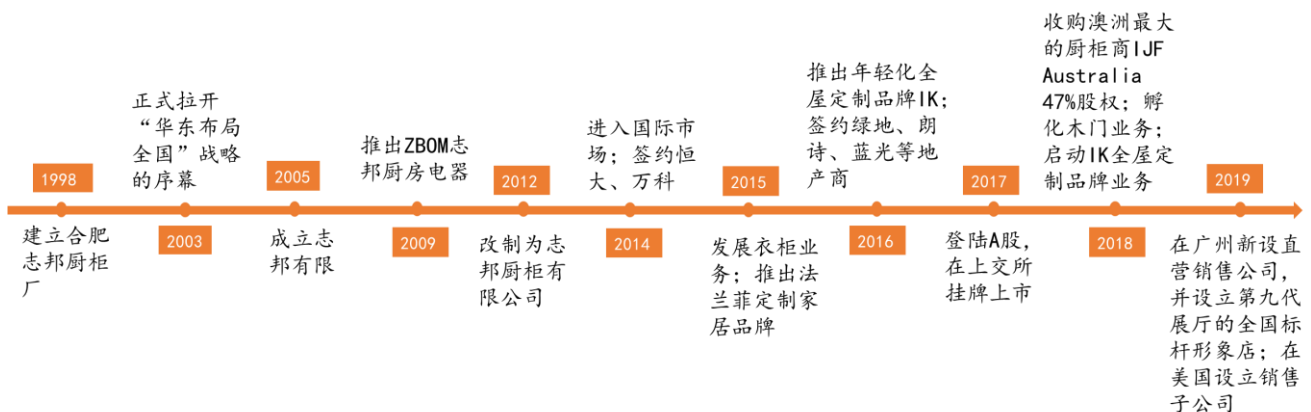 1998
建立合肥
志邦厨柜
厂
正式拉开
“华东布局
全国”战略
的序幕
2003
2005
成立志
邦有限
推出ZBOM志
邦厨房电器
2009
2012
改制为志
邦厨柜有
限公司
进入国际市
场；签约恒
大、万科
2014
2015
发展衣柜业
务；推出法
兰菲定制家
居品牌
推出年轻化全
屋定制品牌IK；
签约绿地、朗
诗、蓝光等地
产商
2016
2017
登陆A股，
在上交所
挂牌上市
收购澳洲最大
的厨柜商IJF
Australia
47%股权；孵
化木门业务；
启动IK全屋定
制品牌业务
2018
2019
在广州新设直
营销售公司，
并设立第九代
展厅的全国标
杆形象店；在
美国设立销售
子公司